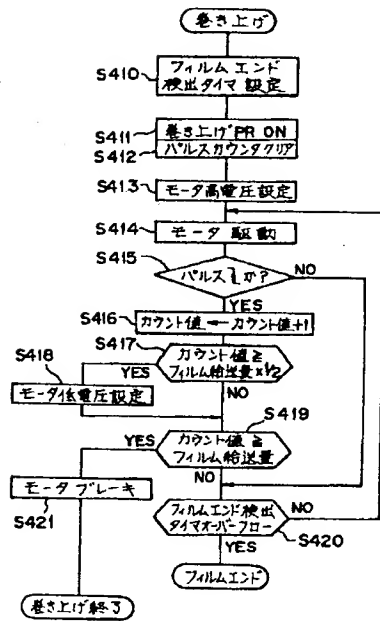 巻き上げ
S410
フィルムエンド
検出タイマ設定
S411
巻き上げPR ON
S412
パルスカウンタクリア
S413
モータ高電圧設定
S414
モータ駆動
S415
パルス か?
NO
YES
S416
カウント値←カウント値+1
S417
カウント値≧
フィルム給送量×1/2
YES
NO
S418
モータ低電圧設定
S419
カウント値≧
フィルム給送量
YES
NO
モータブレーキ
S421
フィルムエンド検出
タイマオーバーフロー
NO
S420
YES
フィルムエンド
巻き上げ終了